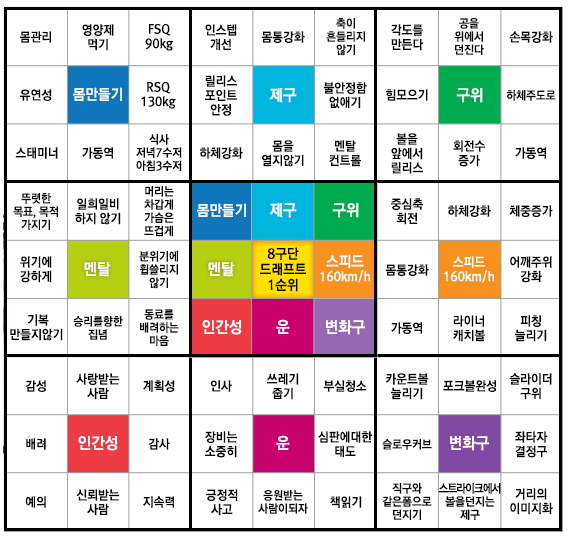 몸관리
영양제
먹기
FSQ
90kg
인스텝
개선
몸통강화
축이
흔들리지
않기
각도를
만든다
공을
위에서
던진다
손목강화
유연성
몸만들기
RSQ
130kg
릴리스
포인트
안정
제구
불안정함
없애기
힘모으기
구위
하체주도로
스태미너
가동역
식사
저녁7수저
아침3수저
하체강화
몸을
열지않기
멘탈
컨트롤
볼을
앞에서
릴리스
회전수
증가
가동역
뚜렷한
목표, 목적
가지기
일희일비
하지 않기
머리는
차갑게
가슴은
뜨겁게
몸만들기
제구
구위
중심축
회전
하체강화
체중증가
위기에
강하게
멘탈
분위기에
휩쓸리지
않기
멘탈
8구단
드래프트
1순위
스피드
160km/h
몸통강화
스피드
160km/h
어깨주위
강화
기복
만들지않기
승리를향한
집념
동료를
배려하는
마음
인간성
운
변화구
가동역
라이너
캐치볼
피칭
늘리기
감성
사랑받는
사람
계획성
인사
쓰레기
줍기
부실청소
카운트볼
늘리기
포크볼완성
슬라이더
구위
배려
인간성
감사
장비는
소중히
운
심판에대한
태도
슬로우커브
변화구
좌타자
결정구
예의
신뢰받는
사람
지속력
긍정적
사고
응원받는
사람이되자
책읽기
직구와
같은폼으로
던지기
스트라이크에서
볼을던지는
제구
거리의
이미지화